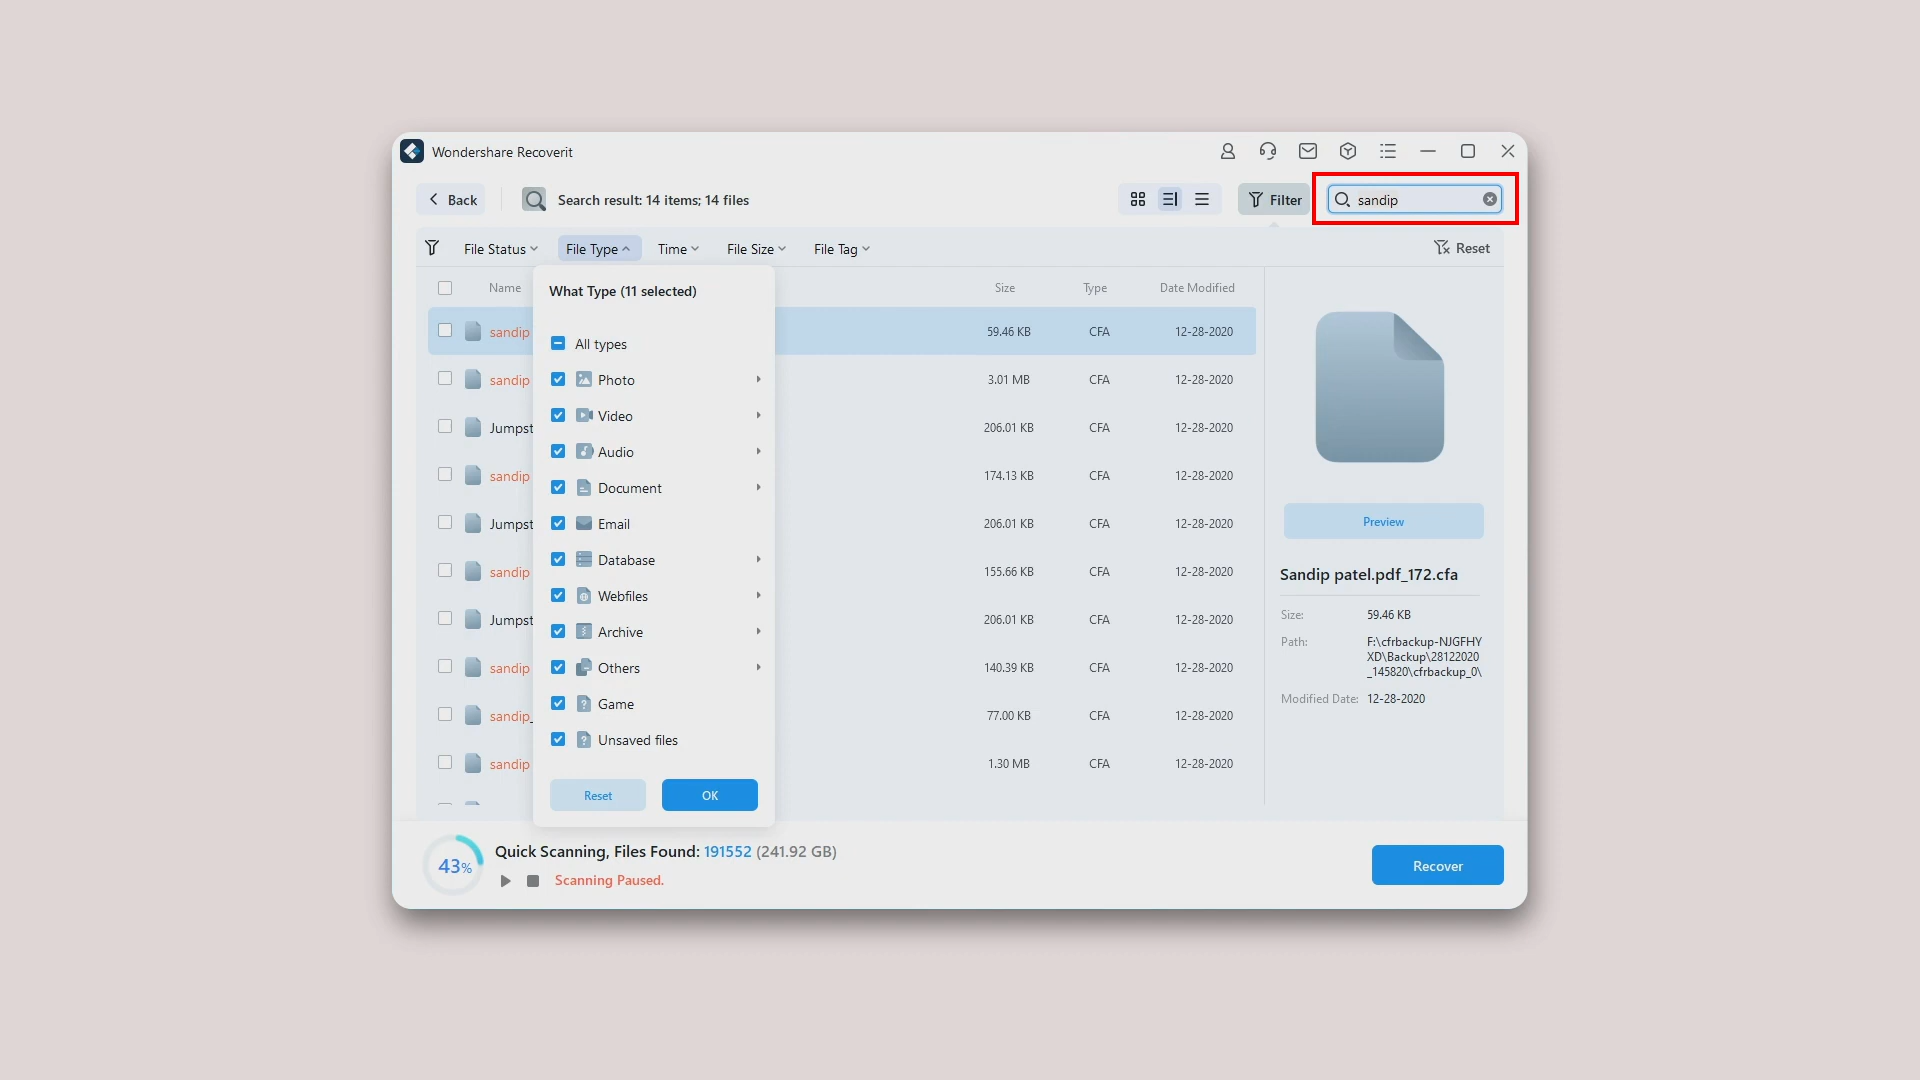 Wondershare Recoverit
Back
Search result: 14 items; 14 files
Filter
sandip
File Status
File Type
Time
File Size
File Tag
Reset
Name
Size
Type
Date Modified
What Type (11 selected)
All types
Photo
Video
Audio
Document
Email
Database
Webfiles
Archive
Others
Game
Unsaved files
Reset
OK
sandip 59.46 KB CFA 12-28-2020
sandip 3.01 MB CFA 12-28-2020
Jumpst 206.01 KB CFA 12-28-2020
sandip 174.13 KB CFA 12-28-2020
Jumpst 206.01 KB CFA 12-28-2020
sandip 155.66 KB CFA 12-28-2020
Jumpst 206.01 KB CFA 12-28-2020
sandip 140.39 KB CFA 12-28-2020
sandip_ 77.00 KB CFA 12-28-2020
sandip 1.30 MB CFA 12-28-2020
Preview
Sandip patel.pdf_172.cfa
Size: 59.46 KB
Path: F:\cfrbackup-NJGFHY
XD\Backup\28122020
_145820\cfrbackup_0\
Modified Date: 12-28-2020
43%
Quick Scanning, Files Found: 191552 (241.92 GB)
Scanning Paused.
Recover